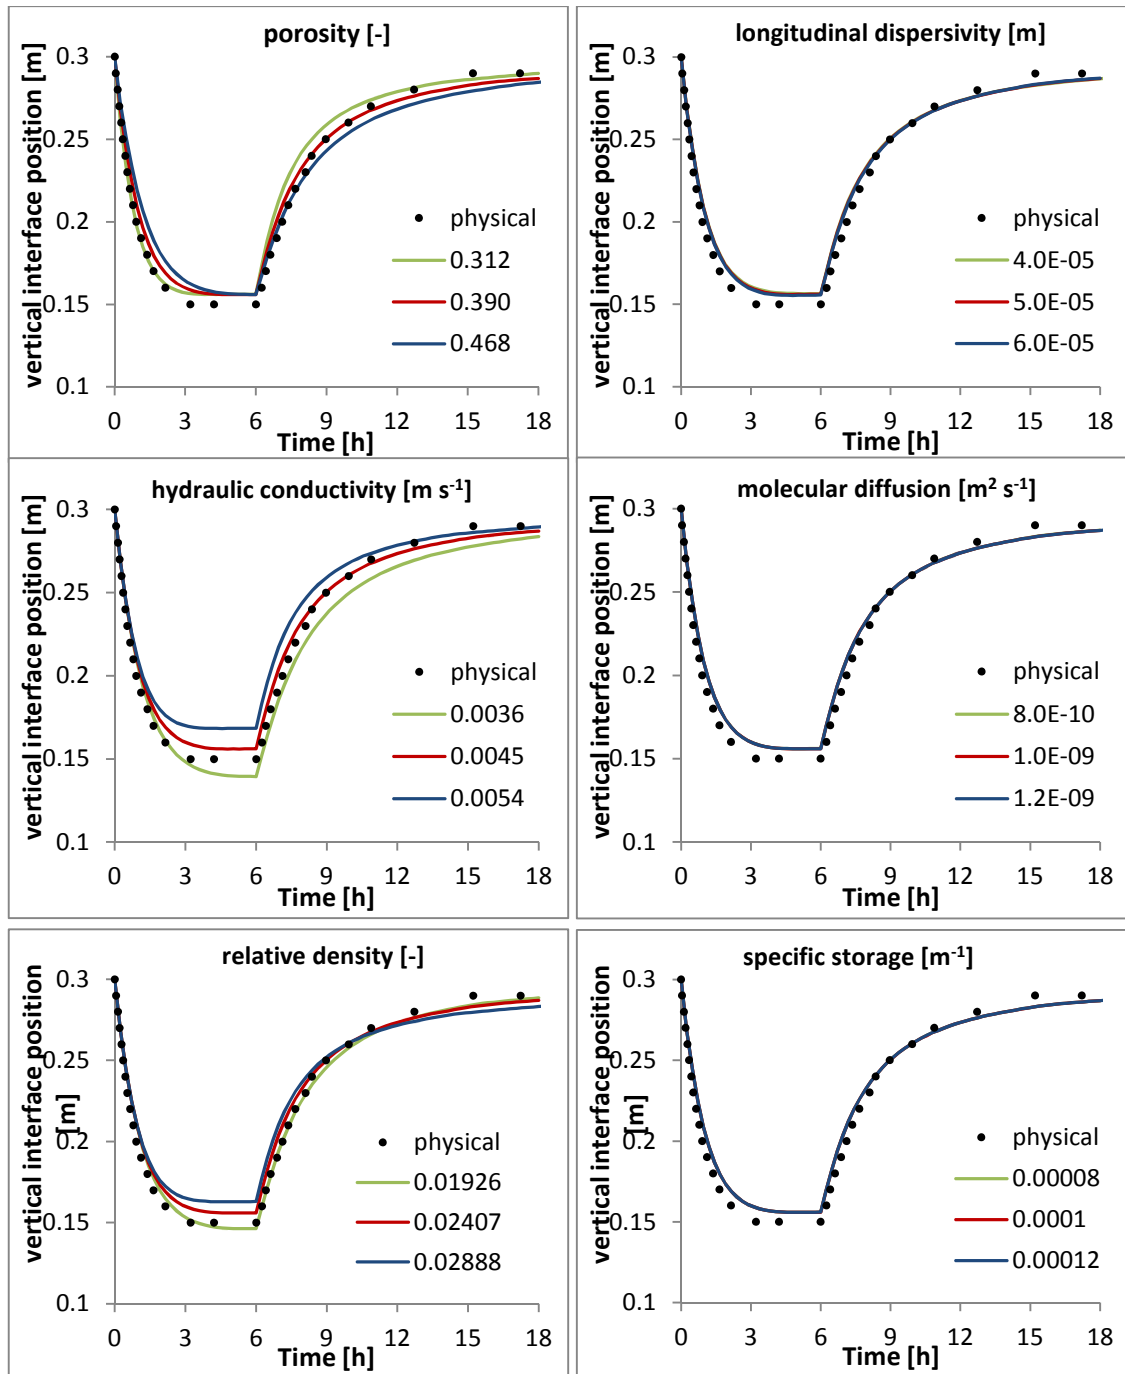 porosity [-]
vertical interface position [m]
0.3
0.25
0.2
0.15
0.1
physical
0.312
0.390
0.468
0 3 6 9 12 15 18
Time [h]
longitudinal dispersivity [m]
vertical interface position [m]
0.3
0.25
0.2
0.15
0.1
physical
4.0E-05
5.0E-05
6.0E-05
0 3 6 9 12 15 18
Time [h]
hydraulic conductivity [m s⁻¹]
vertical interface position [m]
0.3
0.25
0.2
0.15
0.1
physical
0.0036
0.0045
0.0054
0 3 6 9 12 15 18
Time [h]
molecular diffusion [m² s⁻¹]
vertical interface position [m]
0.3
0.25
0.2
0.15
0.1
physical
8.0E-10
1.0E-09
1.2E-09
0 3 6 9 12 15 18
Time [h]
relative density [-]
vertical interface position
[m]
0.3
0.25
0.2
0.15
0.1
physical
0.01926
0.02407
0.02888
0 3 6 9 12 15 18
Time [h]
specific storage [m⁻¹]
vertical interface position
[m]
0.3
0.25
0.2
0.15
0.1
physical
0.00008
0.0001
0.00012
0 3 6 9 12 15 18
Time [h]